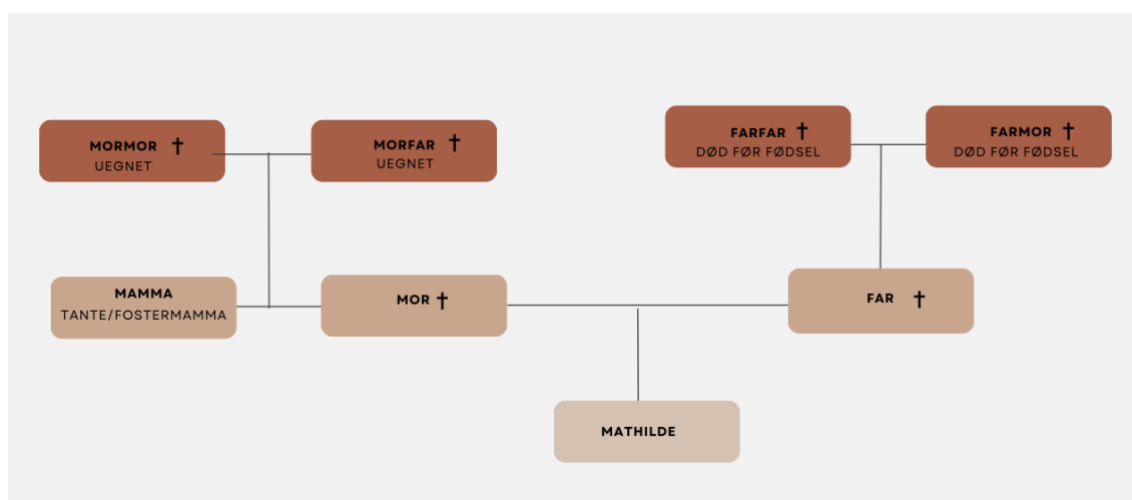 MORMOR ✝
UEGNET
MORFAR ✝
UEGNET
FARFAR ✝
DØD FØR FØDSEL
FARMOR ✝
DØD FØR FØDSEL
MAMMA
TANTE/FOSTERMAMMA
MOR ✝
FAR ✝
MATHILDE